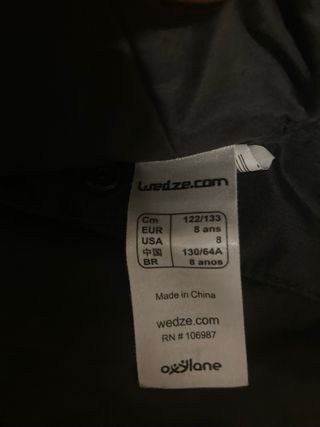 wedze.com
Cm 122/133
EUR 8 ans
USA 8
中国 130/64A
BR 8 anos
Made in China
wedze.com
RN # 106987
oxylane